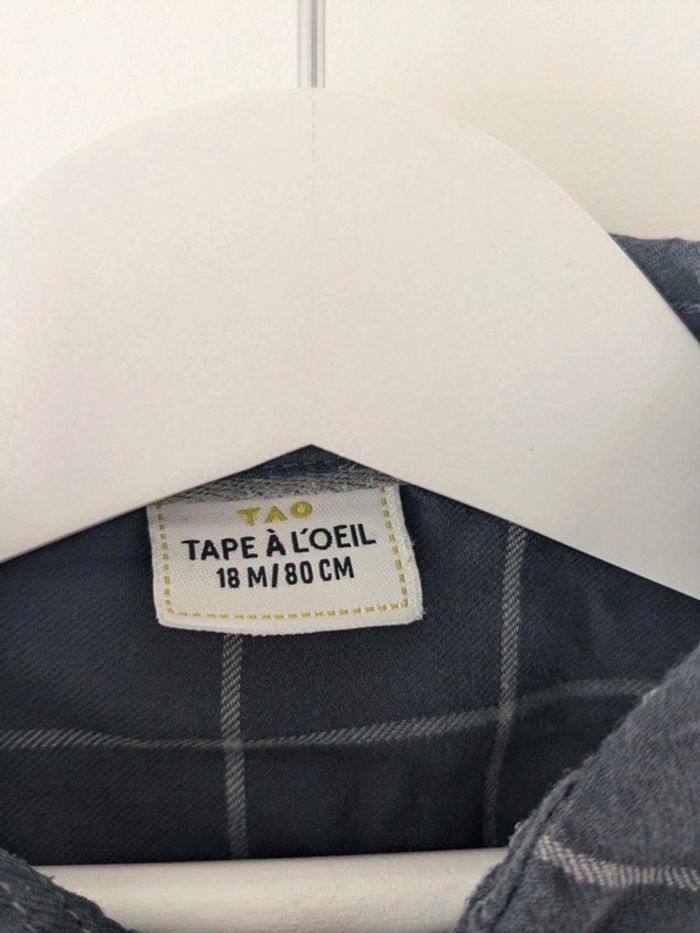 TAO
TAPE À L'OEIL
18 M/80 CM